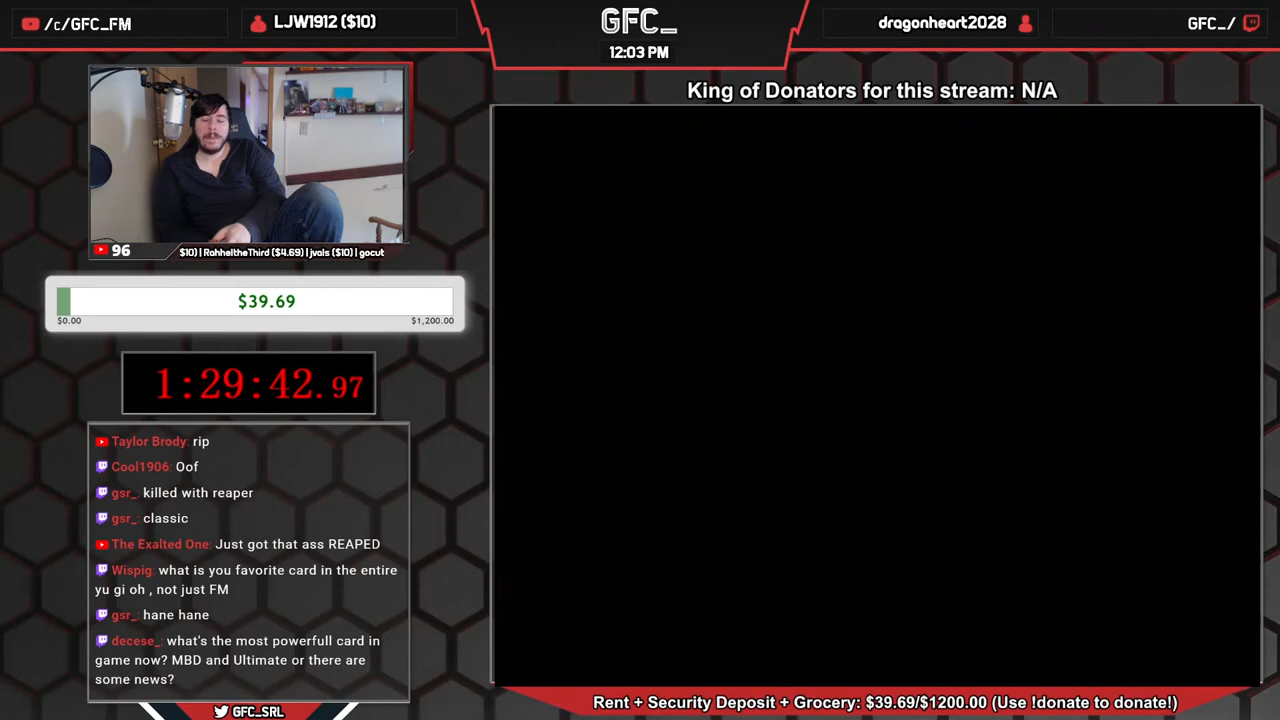 /c/GFC_FM
LJW1912 ($10)
GFC_
12:03 PM
dragonheart2028
GFC_/
King of Donators for this stream: N/A
96
$10) | RahheltheThird ($4.69) | jvals ($10) | gocut
$39.69
$0.00
$1,200.00
1:29:42.97
Taylor Brody: rip
Cool1906: Oof
gsr_: killed with reaper
gsr_: classic
The Exalted One: Just got that ass REAPED
Wispig: what is you favorite card in the entire
yu gi oh , not just FM
gsr_: hane hane
decese_: what's the most powerfull card in
game now? MBD and Ultimate or there are
some news?
GFC_SRL
Rent + Security Deposit + Grocery: $39.69/$1200.00 (Use !donate to donate!)